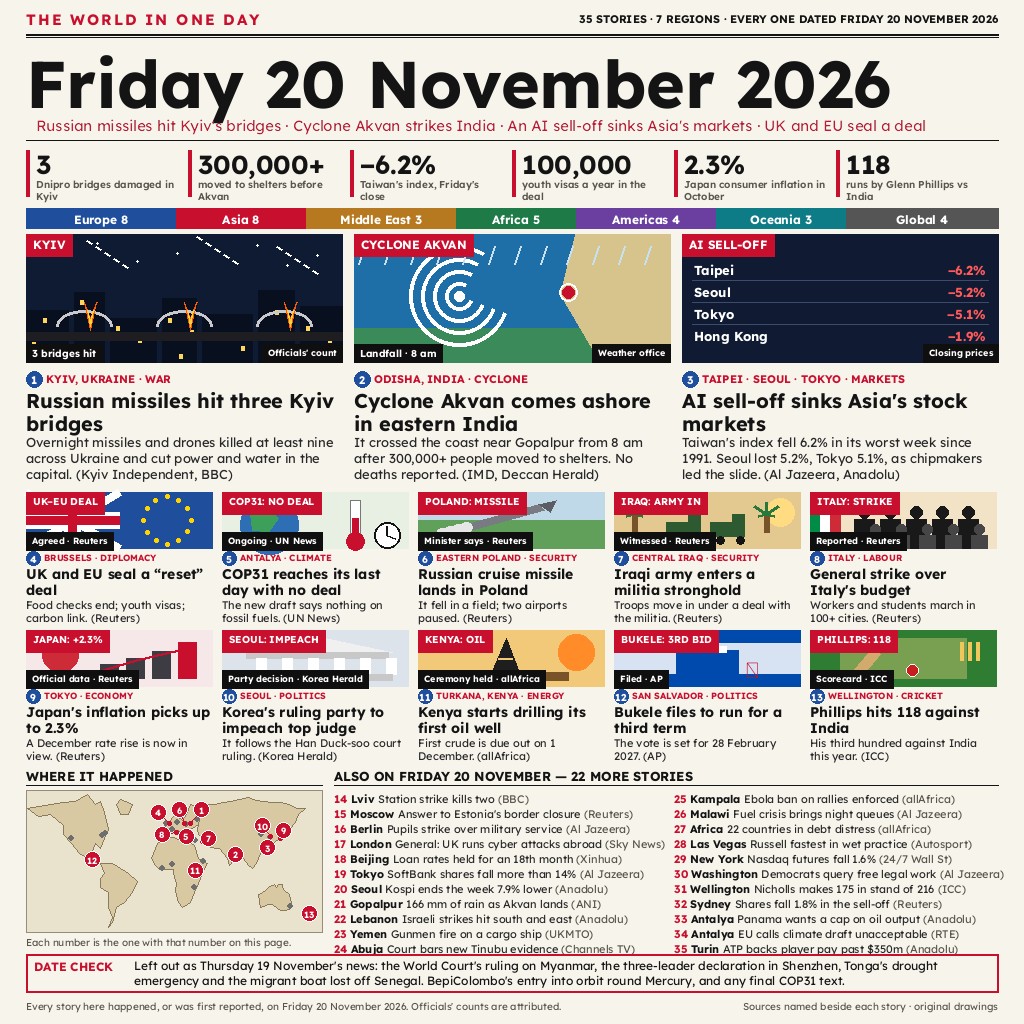 THE WORLD IN ONE DAY
35 STORIES · 7 REGIONS · EVERY ONE DATED FRIDAY 20 NOVEMBER 2026
Friday 20 November 2026
Russian missiles hit Kyiv's bridges · Cyclone Akvan strikes India · An AI sell-off sinks Asia's markets · UK and EU seal a deal
3
Dnipro bridges damaged in
Kyiv
300,000+
moved to shelters before
Akvan
−6.2%
Taiwan's index, Friday's
close
100,000
youth visas a year in the
deal
2.3%
Japan consumer inflation in
October
118
runs by Glenn Phillips vs
India
Europe 8
Asia 8
Middle East 3
Africa 5
Americas 4
Oceania 3
Global 4
KYIV
3 bridges hit
Officials' count
CYCLONE AKVAN
Landfall · 8 am
Weather office
AI SELL-OFF
Taipei −6.2%
Seoul −5.2%
Tokyo −5.1%
Hong Kong −1.9%
Closing prices
1 KYIV, UKRAINE · WAR
Russian missiles hit three Kyiv
bridges
Overnight missiles and drones killed at least nine
across Ukraine and cut power and water in the
capital. (Kyiv Independent, BBC)
2 ODISHA, INDIA · CYCLONE
Cyclone Akvan comes ashore
in eastern India
It crossed the coast near Gopalpur from 8 am
after 300,000+ people moved to shelters. No
deaths reported. (IMD, Deccan Herald)
3 TAIPEI · SEOUL · TOKYO · MARKETS
AI sell-off sinks Asia's stock
markets
Taiwan's index fell 6.2% in its worst week since
1991. Seoul lost 5.2%, Tokyo 5.1%, as chipmakers
led the slide. (Al Jazeera, Anadolu)
UK–EU DEAL
Agreed · Reuters
4 BRUSSELS · DIPLOMACY
UK and EU seal a “reset”
deal
Food checks end; youth visas;
carbon link. (Reuters)
COP31: NO DEAL
Ongoing · UN News
5 ANTALYA · CLIMATE
COP31 reaches its last
day with no deal
The new draft says nothing on
fossil fuels. (UN News)
POLAND: MISSILE
Minister says · Reuters
6 EASTERN POLAND · SECURITY
Russian cruise missile
lands in Poland
It fell in a field; two airports
paused. (Reuters)
IRAQ: ARMY IN
Witnessed · Reuters
7 CENTRAL IRAQ · SECURITY
Iraqi army enters a
militia stronghold
Troops move in under a deal with
the militia. (Reuters)
ITALY: STRIKE
Reported · Reuters
8 ITALY · LABOUR
General strike over
Italy's budget
Workers and students march in
100+ cities. (Reuters)
JAPAN: +2.3%
Official data · Reuters
9 TOKYO · ECONOMY
Japan's inflation picks up
to 2.3%
A December rate rise is now in
view. (Reuters)
SEOUL: IMPEACH
Party decision · Korea Herald
10 SEOUL · POLITICS
Korea's ruling party to
impeach top judge
It follows the Han Duck-soo court
ruling. (Korea Herald)
KENYA: OIL
Ceremony held · allAfrica
11 TURKANA, KENYA · ENERGY
Kenya starts drilling its
first oil well
First crude is due out on 1
December. (allAfrica)
BUKELE: 3RD BID
Filed · AP
12 SAN SALVADOR · POLITICS
Bukele files to run for a
third term
The vote is set for 28 February
2027. (AP)
PHILLIPS: 118
Scorecard · ICC
13 WELLINGTON · CRICKET
Phillips hits 118 against
India
His third hundred against India
this year. (ICC)
WHERE IT HAPPENED
4
6
1
10
9
8
5
7
3
2
12
11
13
Each number is the one with that number on this page.
ALSO ON FRIDAY 20 NOVEMBER — 22 MORE STORIES
14 Lviv Station strike kills two (BBC)
15 Moscow Answer to Estonia's border closure (Reuters)
16 Berlin Pupils strike over military service (Al Jazeera)
17 London General: UK runs cyber attacks abroad (Sky News)
18 Beijing Loan rates held for an 18th month (Xinhua)
19 Tokyo SoftBank shares fall more than 14% (Al Jazeera)
20 Seoul Kospi ends the week 7.9% lower (Anadolu)
21 Gopalpur 166 mm of rain as Akvan lands (ANI)
22 Lebanon Israeli strikes hit south and east (Anadolu)
23 Yemen Gunmen fire on a cargo ship (UKMTO)
24 Abuja Court bars new Tinubu evidence (Channels TV)
25 Kampala Ebola ban on rallies enforced (allAfrica)
26 Malawi Fuel crisis brings night queues (Al Jazeera)
27 Africa 22 countries in debt distress (allAfrica)
28 Las Vegas Russell fastest in wet practice (Autosport)
29 New York Nasdaq futures fall 1.6% (24/7 Wall St)
30 Washington Democrats query free legal work (Al Jazeera)
31 Wellington Nicholls makes 175 in stand of 216 (ICC)
32 Sydney Shares fall 1.8% in the sell-off (Reuters)
33 Antalya Panama wants a cap on oil output (Anadolu)
34 Antalya EU calls climate draft unacceptable (RTE)
35 Turin ATP backs player pay past $350m (Anadolu)
DATE CHECK
Left out as Thursday 19 November's news: the World Court's ruling on Myanmar, the three-leader declaration in Shenzhen, Tonga's drought
emergency and the migrant boat lost off Senegal. BepiColombo's entry into orbit round Mercury, and any final COP31 text.
Every story here happened, or was first reported, on Friday 20 November 2026. Officials' counts are attributed.
Sources named beside each story · original drawings